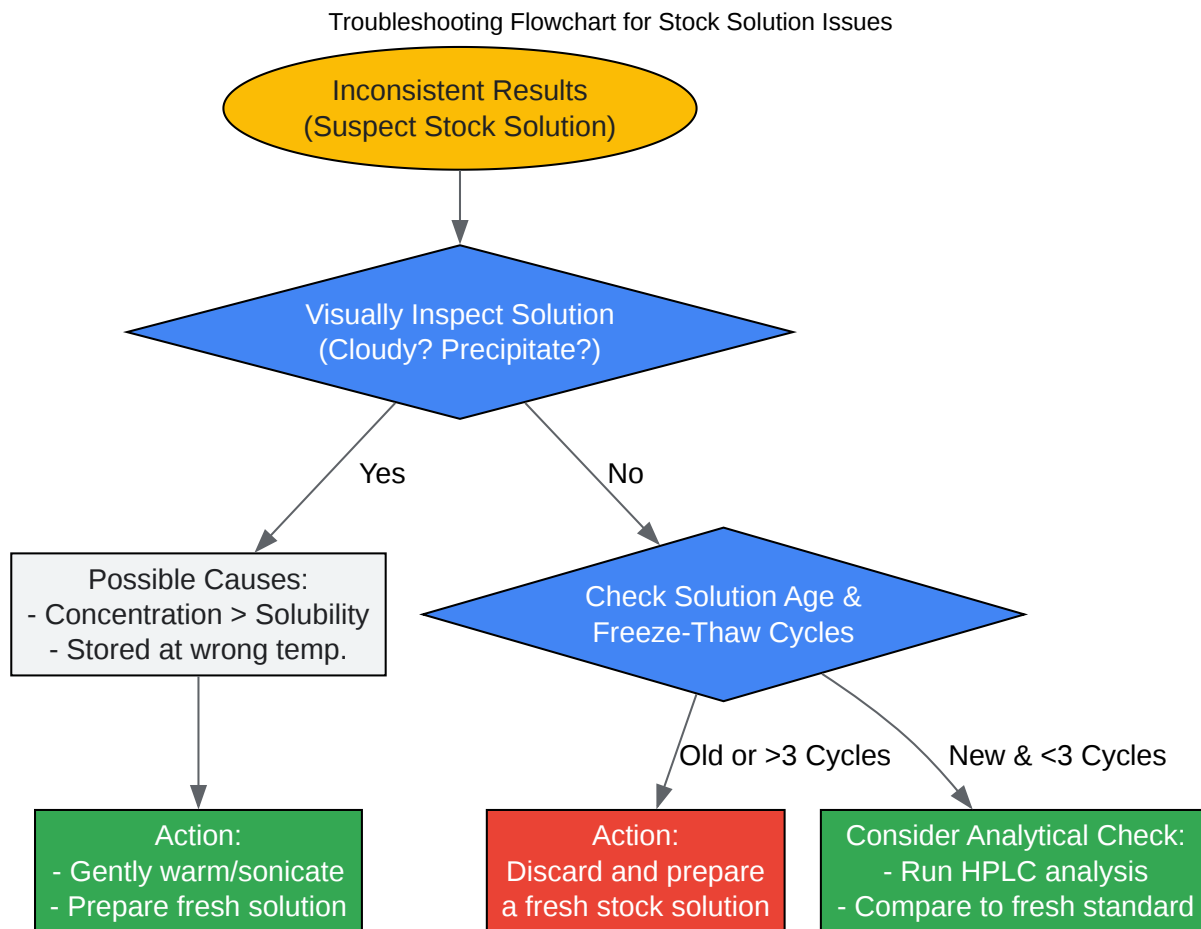 Troubleshooting Flowchart for Stock Solution Issues
Inconsistent Results
(Suspect Stock Solution)
Visually Inspect Solution
(Cloudy? Precipitate?)
Yes
No
Possible Causes:
- Concentration > Solubility
- Stored at wrong temp.
Check Solution Age &
Freeze-Thaw Cycles
Old or >3 Cycles
New & <3 Cycles
Action:
- Gently warm/sonicate
- Prepare fresh solution
Action:
Discard and prepare
a fresh stock solution
Consider Analytical Check:
- Run HPLC analysis
- Compare to fresh standard